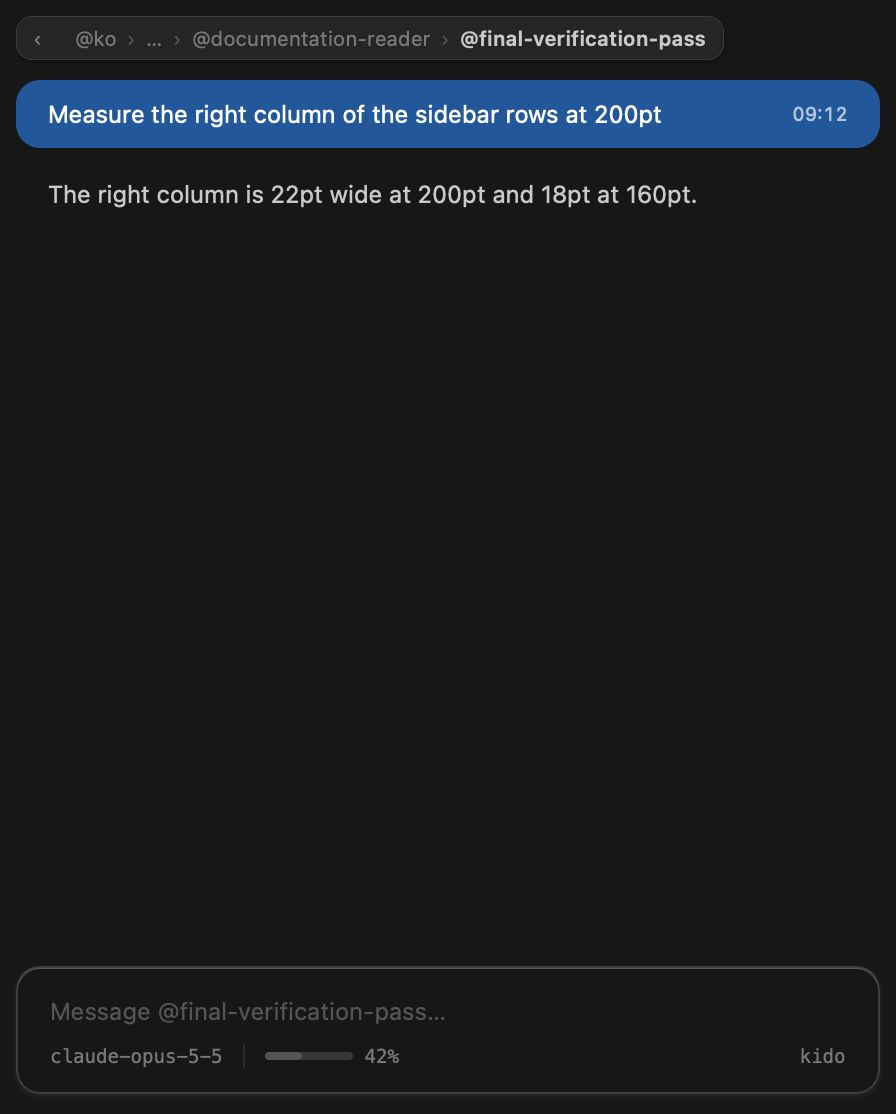 ‹ @ko › ... › @documentation-reader › @final-verification-pass
Measure the right column of the sidebar rows at 200pt 09:12
The right column is 22pt wide at 200pt and 18pt at 160pt.
Message @final-verification-pass...
claude-opus-5-5 42% kido